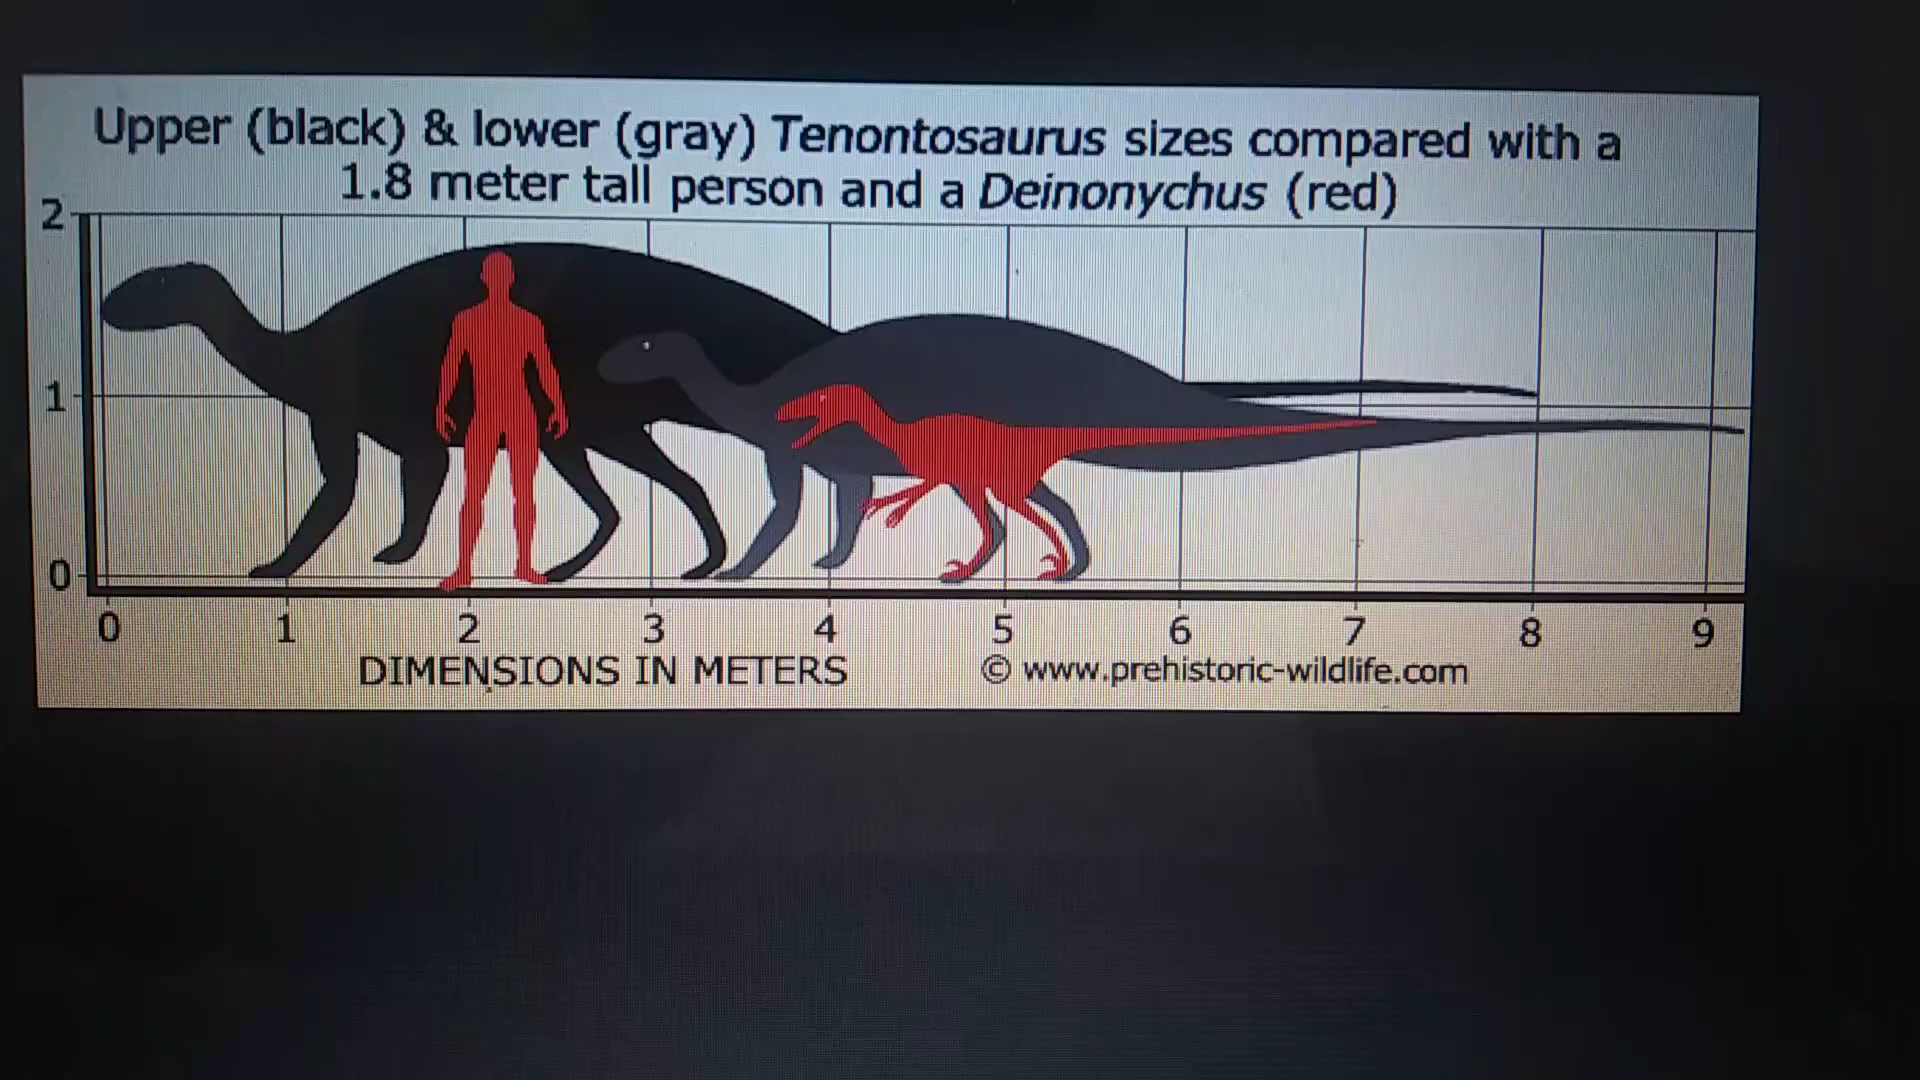 Upper (black) & lower (gray) Tenontosaurus sizes compared with a
1.8 meter tall person and a Deinonychus (red)
2
1
0
0 1 2 3 4 5 6 7 8 9
DIMENSIONS IN METERS © www.prehistoric-wildlife.com